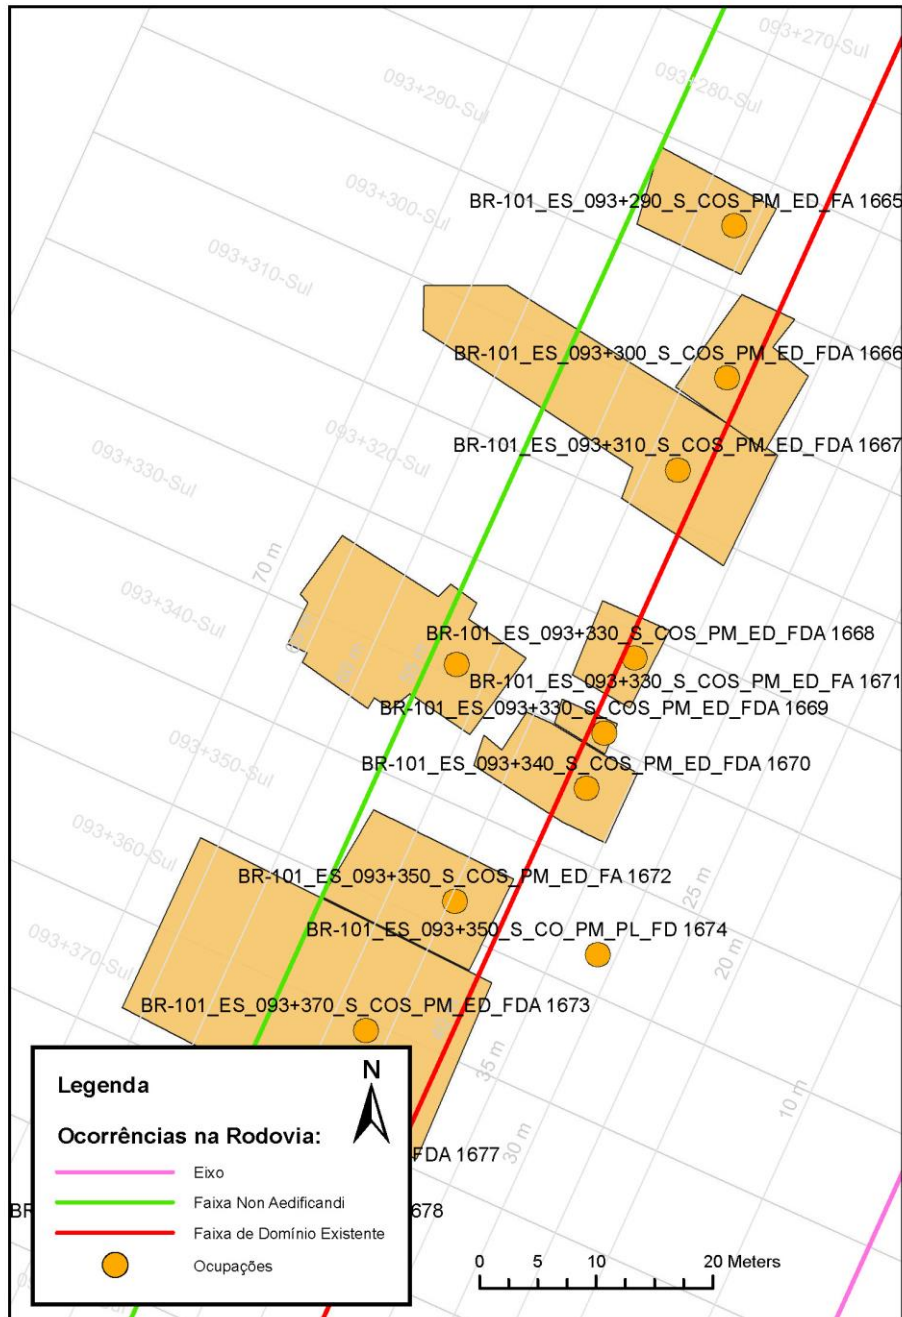 093+270-Sul
093+280-Sul
093+290-Sul
BR-101_ES_093+290_S_COS_PM_ED_FA 1665
093+300-Sul
093+310-Sul
BR-101_ES_093+300_S_COS_PM_ED_FDA 1666
093+320-Sul
BR-101_ES_093+310_S_COS_PM_ED_FDA 1667
093+330-Sul
70 m
093+340-Sul
BR-101_ES_093+330_S_COS_PM_ED_FDA 1668
BR-101_ES_093+330_S_COS_PM_ED_FA 1671
BR-101_ES_093+330_S_COS_PM_ED_FDA 1669
093+350-Sul
BR-101_ES_093+340_S_COS_PM_ED_FDA 1670
093+360-Sul
BR-101_ES_093+350_S_COS_PM_ED_FA 1672
25 m
BR-101_ES_093+350_S_CO_PM_PL_FD 1674
093+370-Sul
20 m
BR-101_ES_093+370_S_COS_PM_ED_FDA 1673
35 m
10 m
30 m
N
Legenda
Ocorrências na Rodovia:
FDA 1677
Eixo
Faixa Non Aedificandi
BR
678
Faixa de Domínio Existente
Ocupações
0 5 10 20 Meters